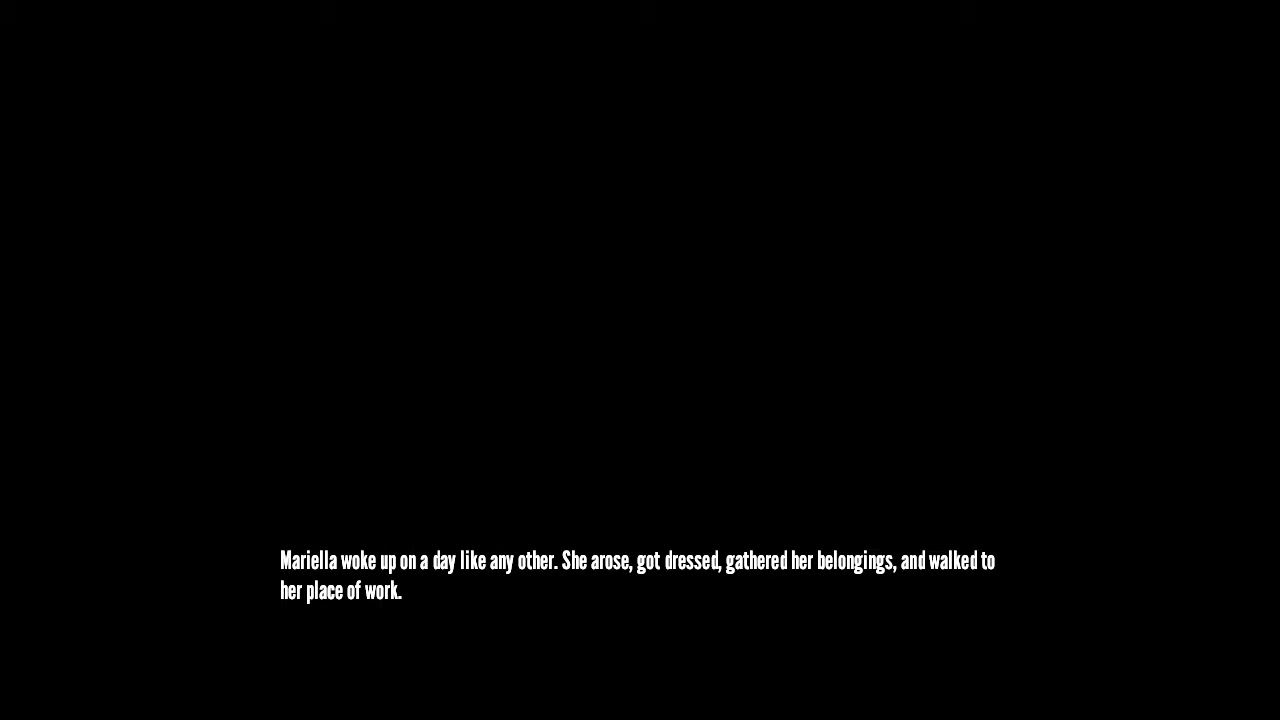 Mariella woke up on a day like any other. She arose, got dressed, gathered her belongings, and walked to
her place of work.